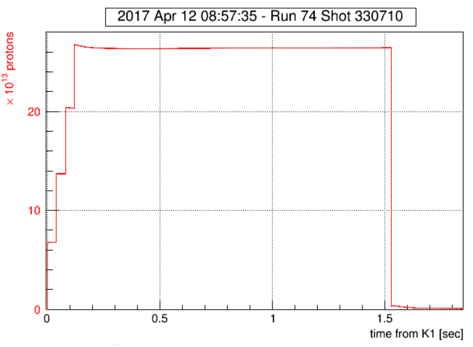 2017 Apr 12 08:57:35 - Run 74 Shot 330710
× 10¹³ protons
20
10
0
0 0.5 1 1.5
time from K1 [sec]